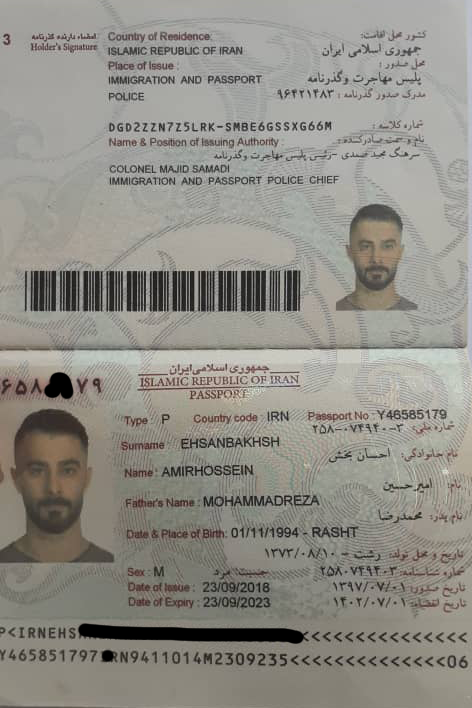 3
امضاء دارنده گذرنامه
Holder's Signature
کشور محل اقامت:
Country of Residence:
جمهوری اسلامی ایران
ISLAMIC REPUBLIC OF IRAN
محل صدور:
Place of Issue :
پلیس مهاجرت وگذرنامه
IMMIGRATION AND PASSPORT
POLICE
مدرک صدور گذرنامه : ۹۶۴۲۱۴۸۳
شماره کلاسه :
DGD2ZZN7Z5LRK-SMBE6GSSXG66M
نام و سمت صادرکننده:
Name & Position of Issuing Authority :
سرهنگ مجید صمدی -رئیس پلیس مهاجرت وگذرنامه
COLONEL MAJID SAMADI
IMMIGRATION AND PASSPORT POLICE CHIEF
جمهوری اسلامی ایران
ISLAMIC REPUBLIC OF IRAN
PASSPORT
۶۵۸ ۷۹
Type : P Country code : IRN Passport No : Y46585179
شماره ملی: ۲۵۸-۰۷۴۹۴۰-۳
Surname : EHSANBAKHSH
نام خانوادگی: احسان بخش
Name : AMIRHOSSEIN
نام: امیرحسین
Father's Name : MOHAMMADREZA
نام پدر: محمدرضا
Date & Place of Birth: 01/11/1994 - RASHT
تاریخ و محل تولد: رشت - ۱۳۷۳/۰۸/۱۰
Sex : M جنسیت: مرد شماره شناسنامه: ۲۵۸۰۷۴۹۴۰۳
Date of Issue : 23/09/2018 تاریخ صدور: ۱۳۹۷/۰۷/۰۱
Date of Expiry : 23/09/2023 تاریخ انقضاء: ۱۴۰۲/۰۷/۰۱
P<IRNEHS <<<<<<<<<<<<<<<<
Y465851797 RN9411014M2309235<<<<<<<<<<<<<<06